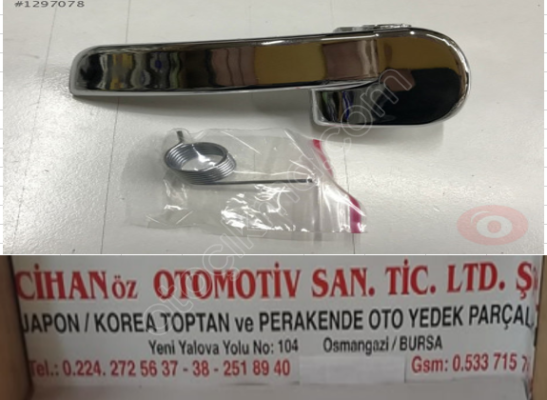 #1297078
CİHANöz OTOMOTİV SAN. TİC. LTD. Ş
JAPON / KOREA TOPTAN ve PERAKENDE OTO YEDEK PARÇAL
Yeni Yalova Yolu No: 104 Osmangazi / BURSA
Tel.: 0.224. 272 56 37 - 38 - 251 89 40 Gsm: 0.533 715